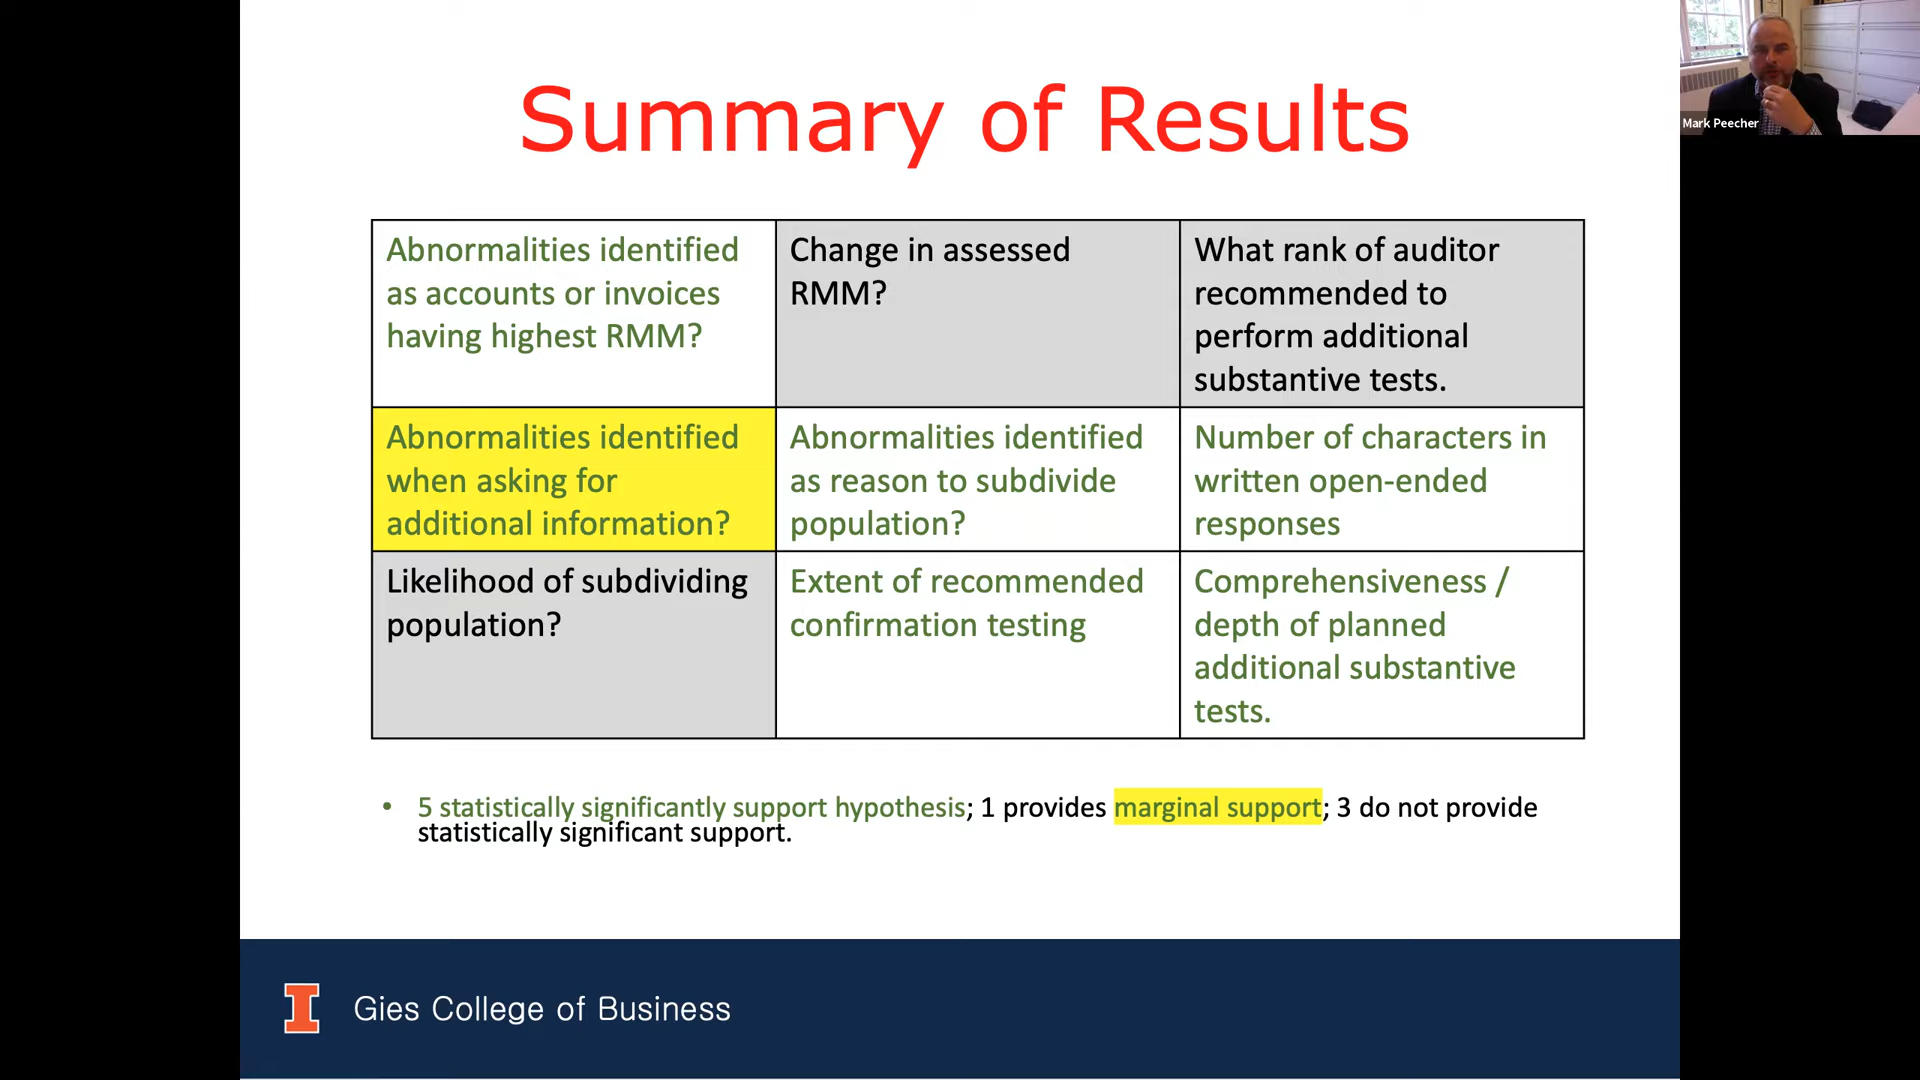 Summary of Results
Mark Peecher
Abnormalities identified
as accounts or invoices
having highest RMM?
Change in assessed
RMM?
What rank of auditor
recommended to
perform additional
substantive tests.
Abnormalities identified
when asking for
additional information?
Abnormalities identified
as reason to subdivide
population?
Number of characters in
written open-ended
responses
Likelihood of subdividing
population?
Extent of recommended
confirmation testing
Comprehensiveness /
depth of planned
additional substantive
tests.
• 5 statistically significantly support hypothesis; 1 provides marginal support; 3 do not provide
statistically significant support.
I
Gies College of Business